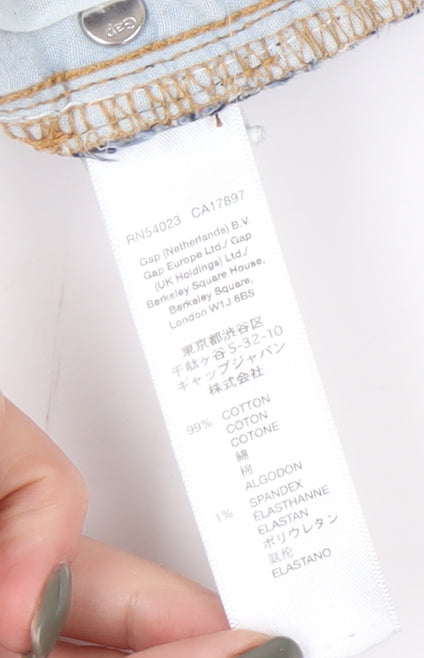 Gap
RN54023 CA17897
Gap (Netherlands) B.V.
Gap Europe Ltd./ Gap
(UK Holdings) Ltd./
Berkeley Square House,
Berkeley Square,
London W1J 6BS
東京都渋谷区
千駄ケ谷5-32-10
ギャップジャパン
株式会社
99% COTTON
COTON
COTONE
綿
棉
ALGODON
1% SPANDEX
ELASTHANNE
ELASTAN
ポリウレタン
氨纶
ELASTANO